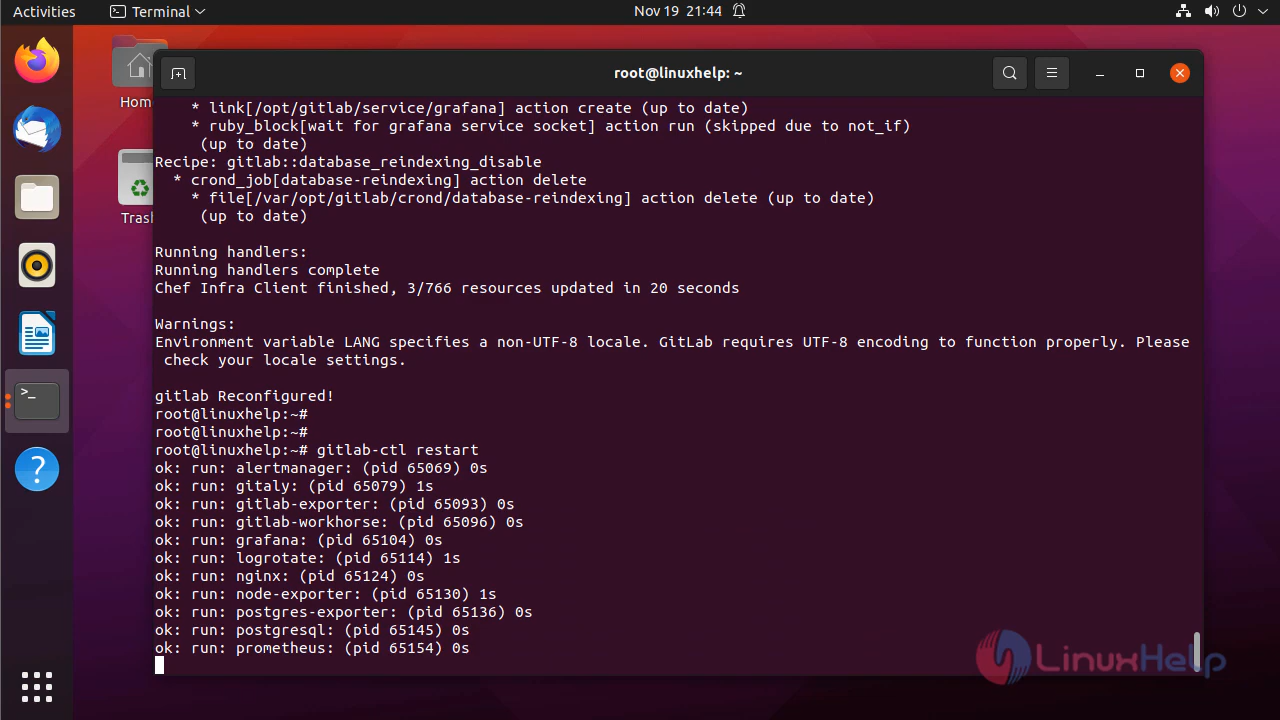 Activities
Terminal
Nov 19 21:44
Home
Trash
root@linuxhelp: ~
* link[/opt/gitlab/service/grafana] action create (up to date)
* ruby_block[wait for grafana service socket] action run (skipped due to not_if)
(up to date)
Recipe: gitlab::database_reindexing_disable
* crond_job[database-reindexing] action delete
* file[/var/opt/gitlab/crond/database-reindexing] action delete (up to date)
(up to date)
Running handlers:
Running handlers complete
Chef Infra Client finished, 3/766 resources updated in 20 seconds
Warnings:
Environment variable LANG specifies a non-UTF-8 locale. GitLab requires UTF-8 encoding to function properly. Please
check your locale settings.
gitlab Reconfigured!
root@linuxhelp:~#
root@linuxhelp:~#
root@linuxhelp:~# gitlab-ctl restart
ok: run: alertmanager: (pid 65069) 0s
ok: run: gitaly: (pid 65079) 1s
ok: run: gitlab-exporter: (pid 65093) 0s
ok: run: gitlab-workhorse: (pid 65096) 0s
ok: run: grafana: (pid 65104) 0s
ok: run: logrotate: (pid 65114) 1s
ok: run: nginx: (pid 65124) 0s
ok: run: node-exporter: (pid 65130) 1s
ok: run: postgres-exporter: (pid 65136) 0s
ok: run: postgresql: (pid 65145) 0s
ok: run: prometheus: (pid 65154) 0s
LinuxHelp